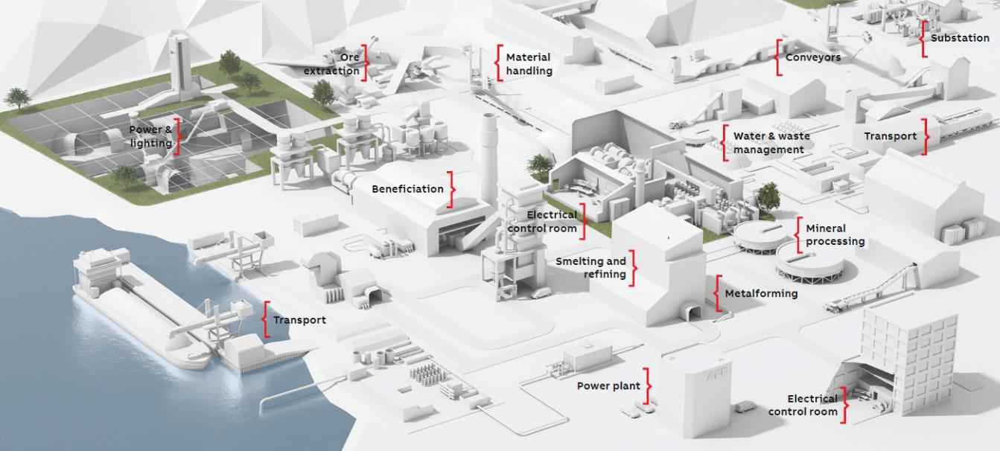 Substation
Ore
extraction
Material
handling
Conveyors
Power &
lighting
Water & waste
management
Transport
Beneficiation
Electrical
control room
Mineral
processing
Smelting and
refining
Metalforming
Transport
Power plant
Electrical
control room